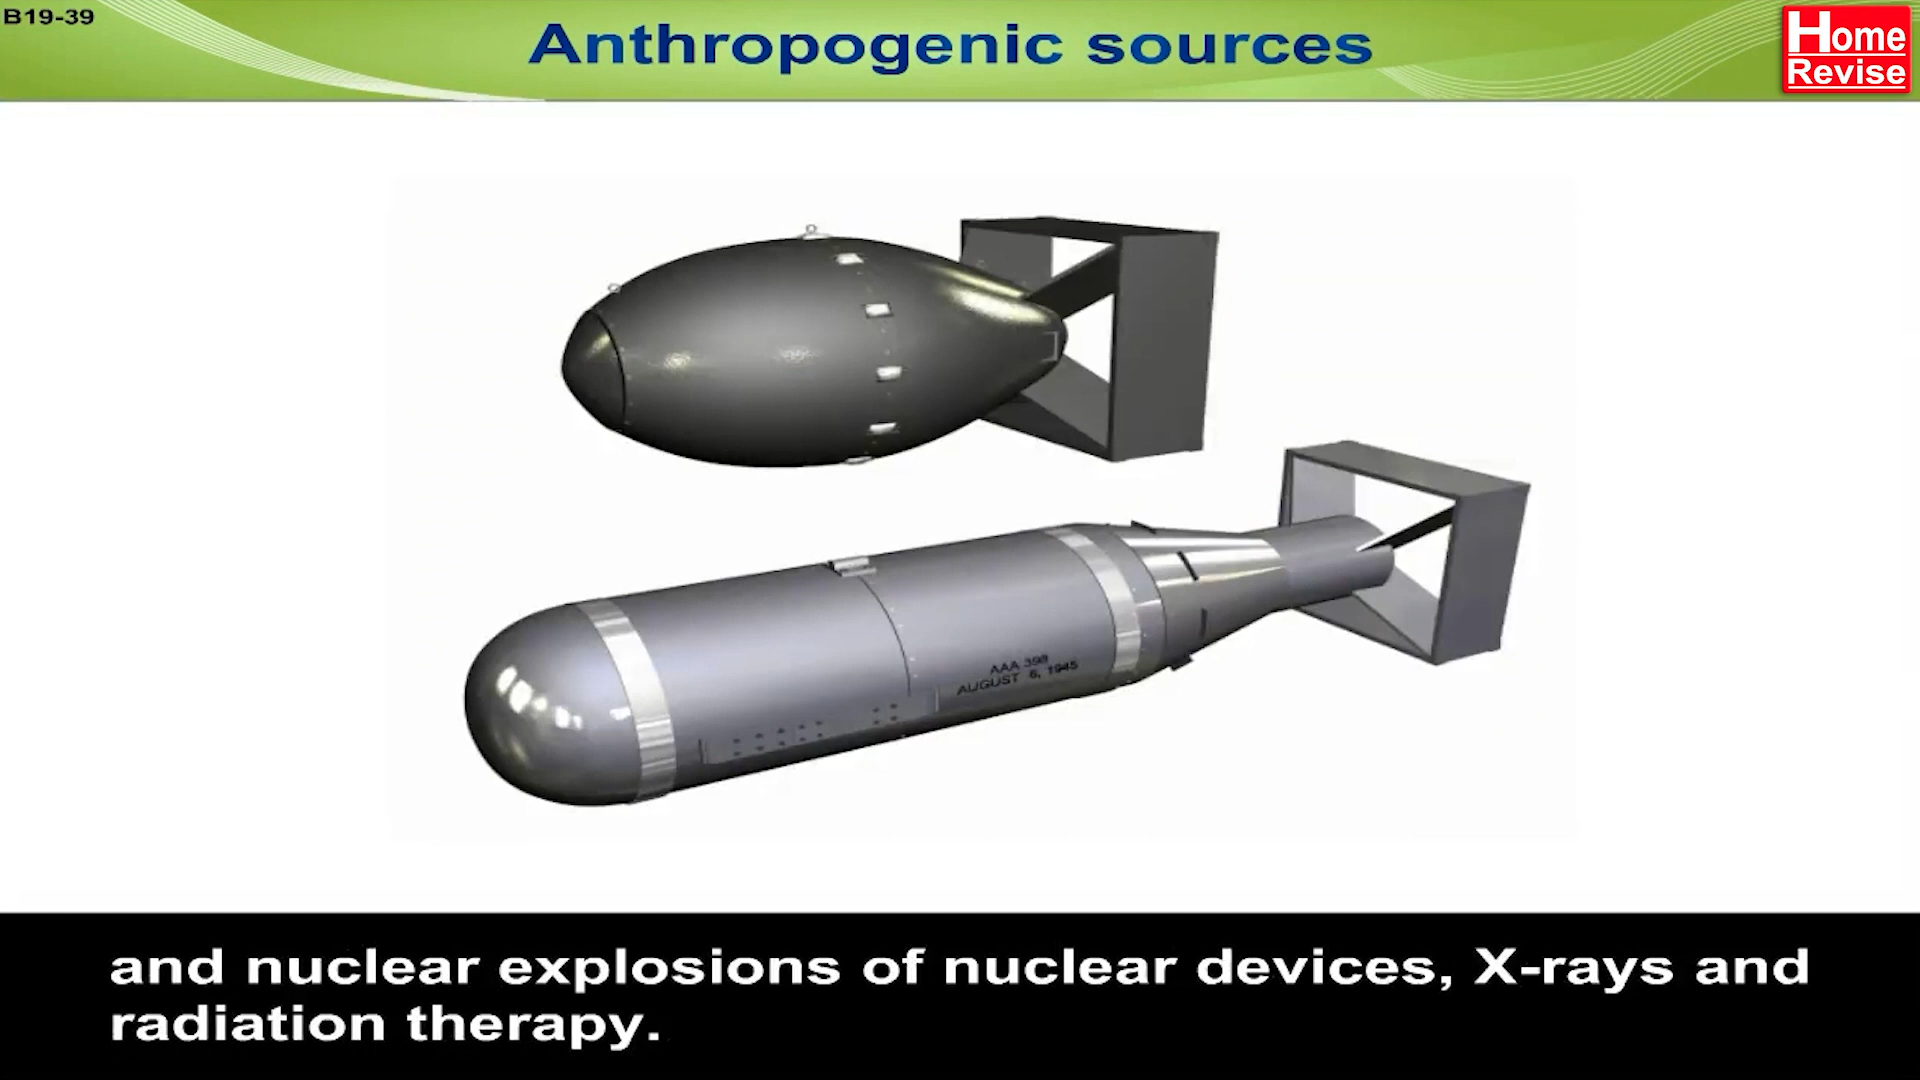 B19-39
Anthropogenic sources
Home
Revise
AAA 398
AUGUST 6, 1945
and nuclear explosions of nuclear devices, X-rays and
radiation therapy.